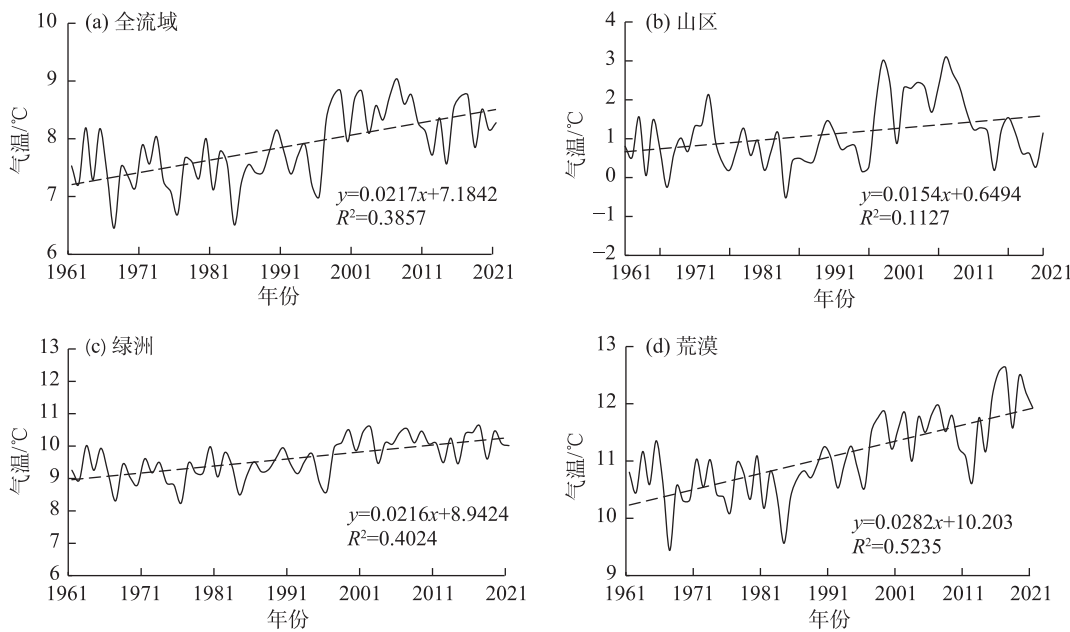 (a) 全流域
10
9
8
7
6
气温/℃
y=0.0217x+7.1842
R²=0.3857
1961 1971 1981 1991 2001 2011 2021
年份
(b) 山区
4
3
2
1
0
−1
−2
气温/℃
y=0.0154x+0.6494
R²=0.1127
1961 1971 1981 1991 2001 2011 2021
年份
(c) 绿洲
13
12
11
10
9
8
7
6
气温/℃
y=0.0216x+8.9424
R²=0.4024
1961 1971 1981 1991 2001 2011 2021
年份
(d) 荒漠
13
12
11
10
9
气温/℃
y=0.0282x+10.203
R²=0.5235
1961 1971 1981 1991 2001 2011 2021
年份